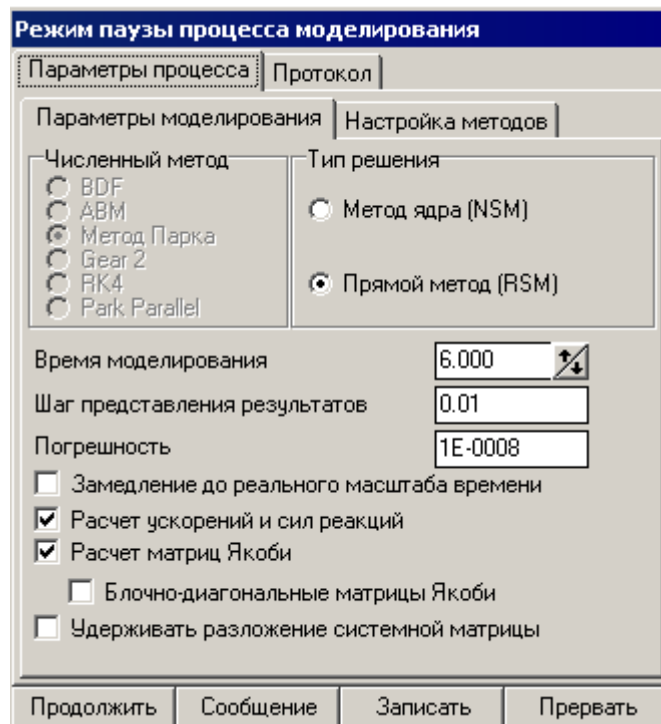 Режим паузы процесса моделирования
Параметры процесса Протокол
Параметры моделирования Настройка методов
Численный метод
BDF
ABM
Метод Парка
Gear 2
RK4
Park Parallel
Тип решения
Метод ядра (NSM)
Прямой метод (RSM)
Время моделирования 6.000
Шаг представления результатов 0.01
Погрешность 1E-0008
Замедление до реального масштаба времени
Расчет ускорений и сил реакций
Расчет матриц Якоби
Блочно-диагональные матрицы Якоби
Удерживать разложение системной матрицы
Продолжить Сообщение Записать Прервать